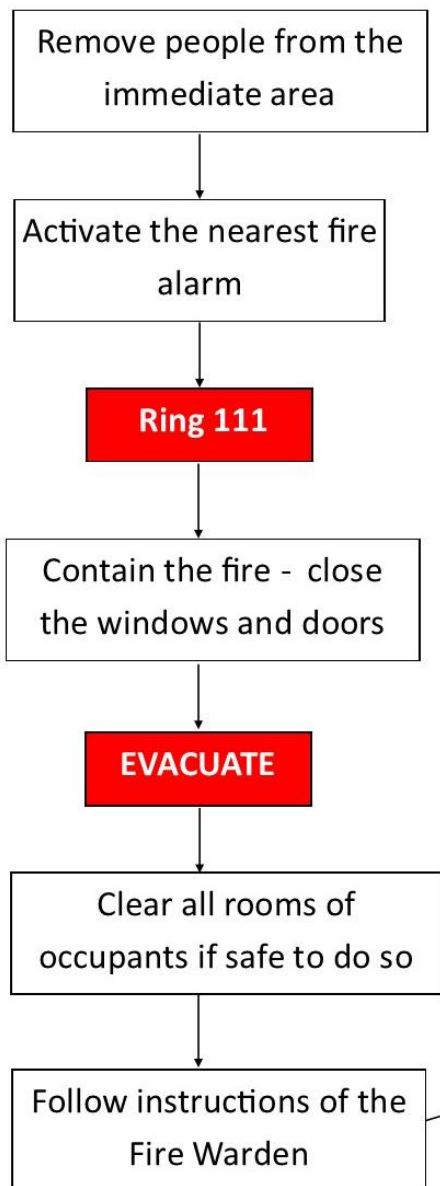 Remove people from the
immediate area
Activate the nearest fire
alarm
Ring 111
Contain the fire - close
the windows and doors
EVACUATE
Clear all rooms of
occupants if safe to do so
Follow instructions of the
Fire Warden